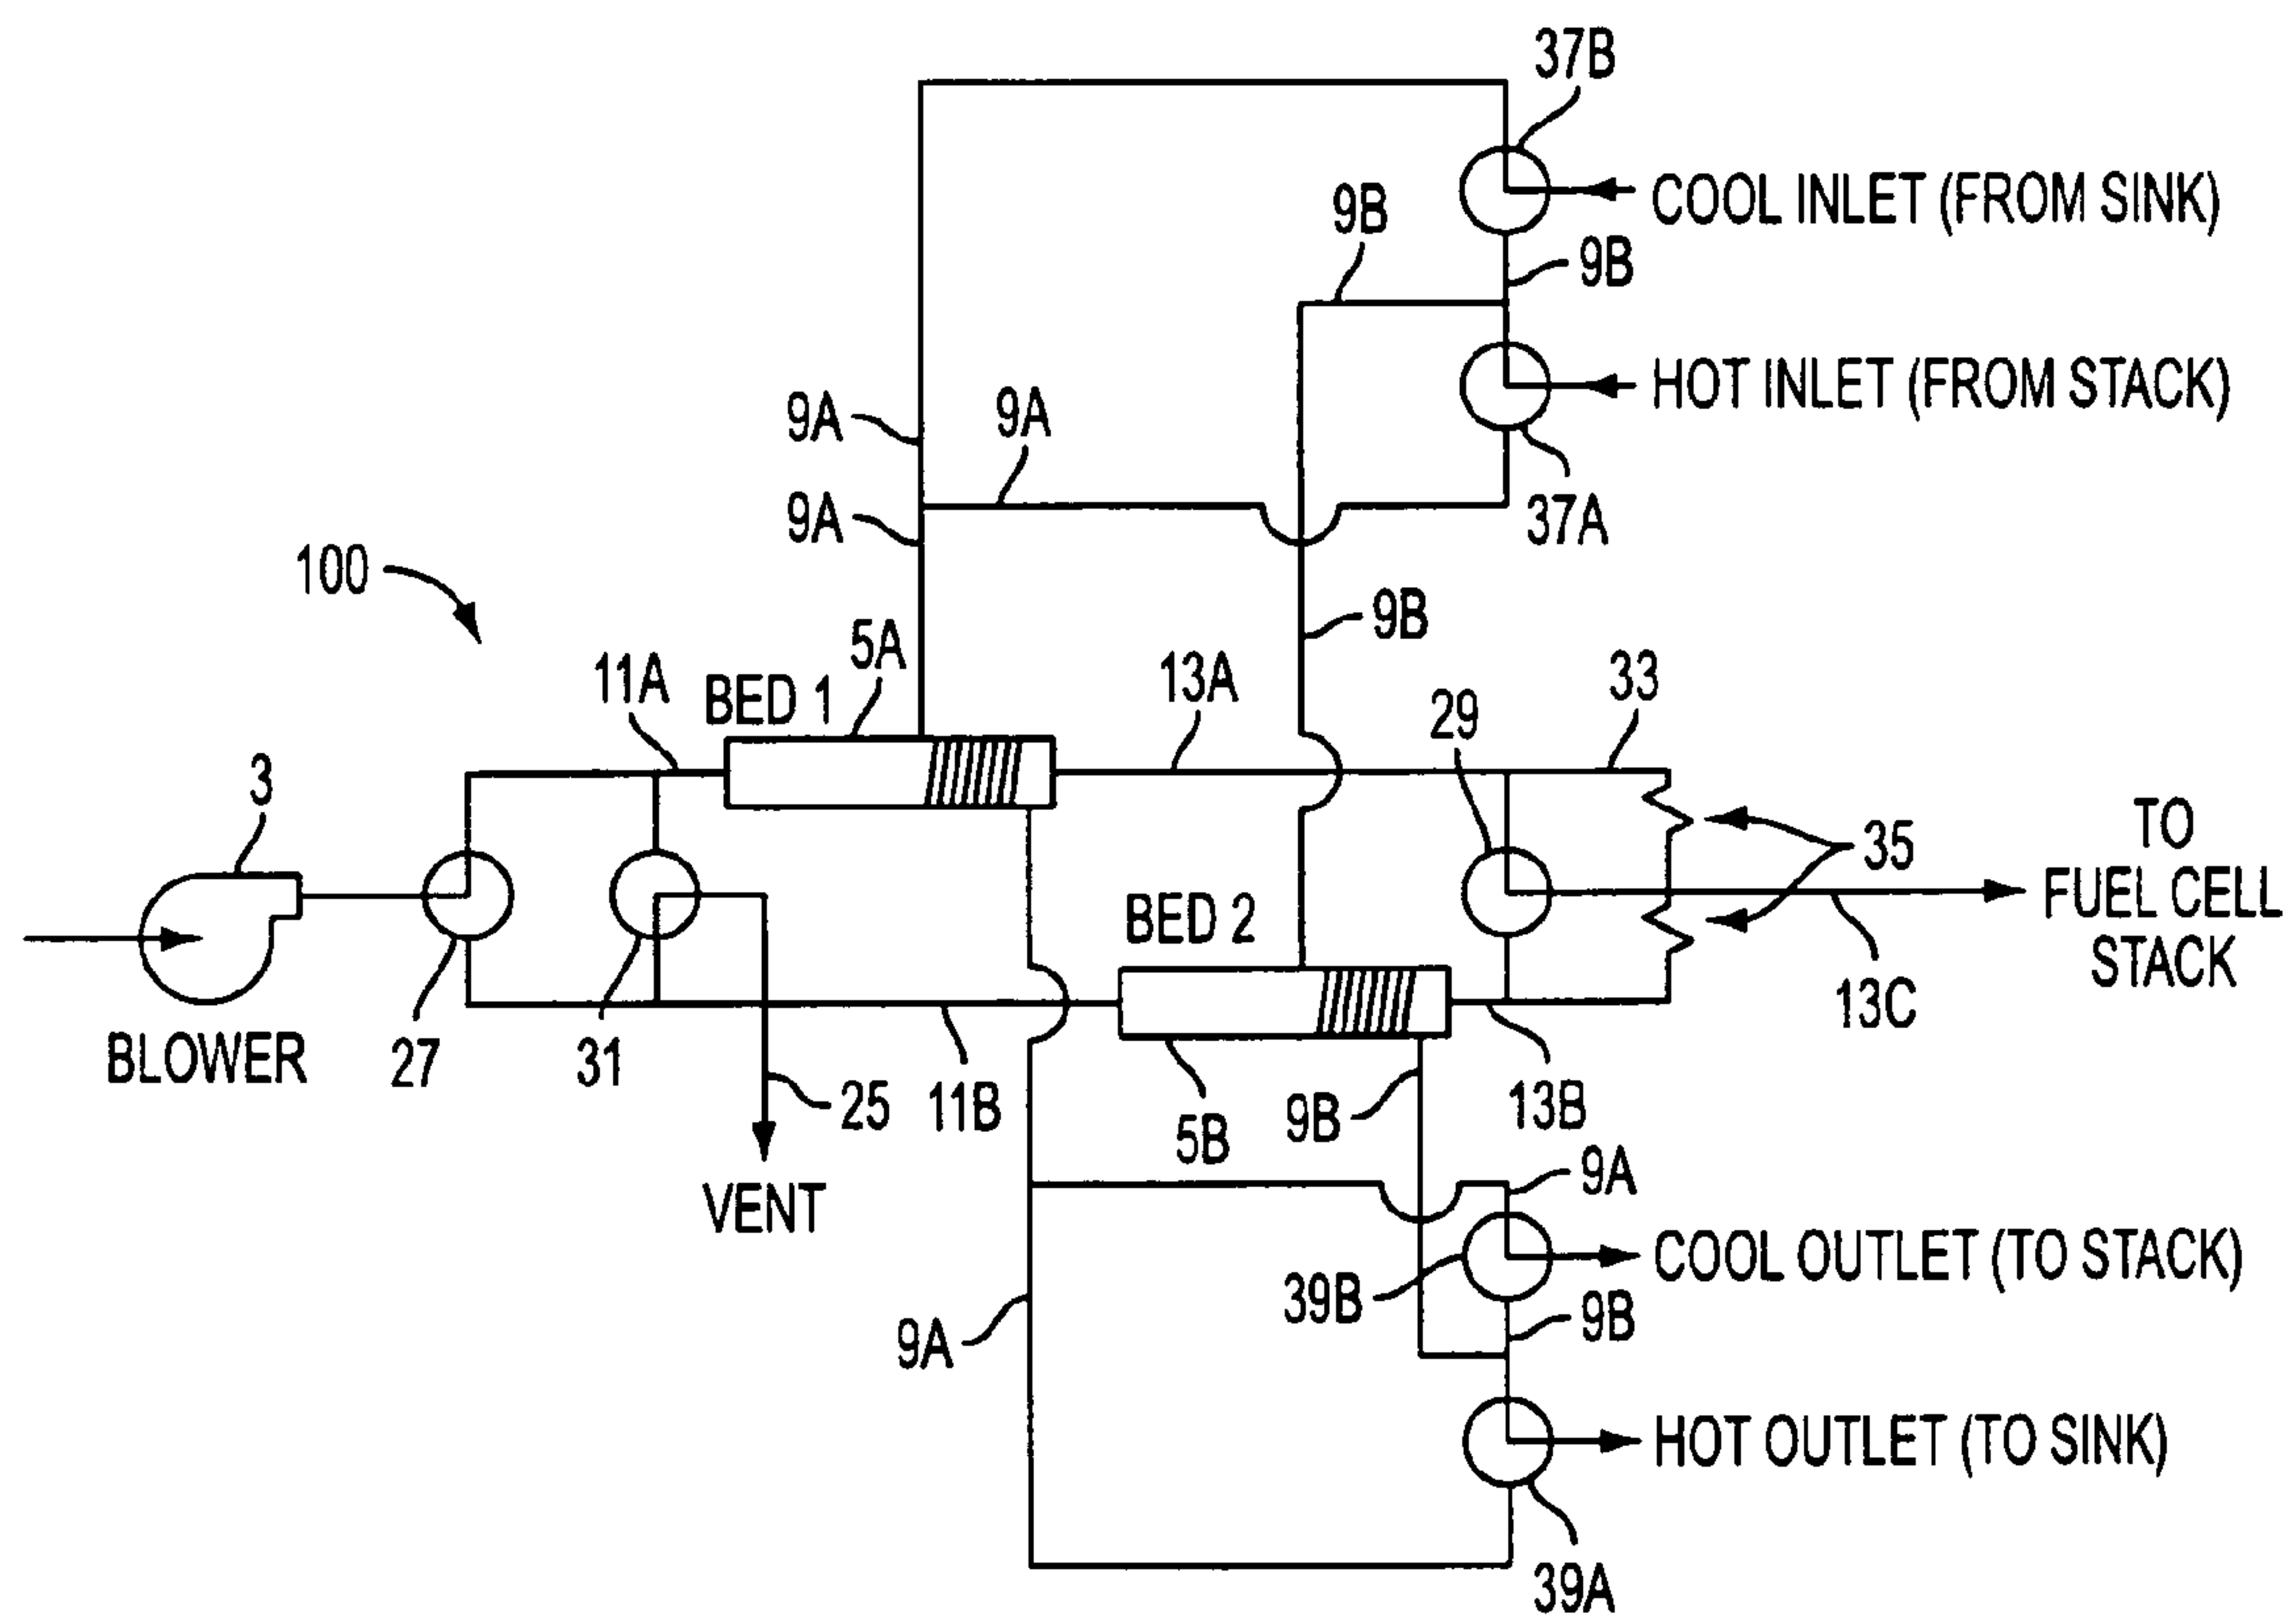 37B
COOL INLET (FROM SINK)
9B
9B
HOT INLET (FROM STACK)
9A
9A
9A
37A
100
9B
5A
11A
BED 1
13A
33
29
3
35
TO
FUEL CELL
STACK
BED 2
13C
BLOWER
27
31
25
11B
5B
9B
13B
VENT
9A
COOL OUTLET (TO STACK)
39B
9B
9A
HOT OUTLET (TO SINK)
39A